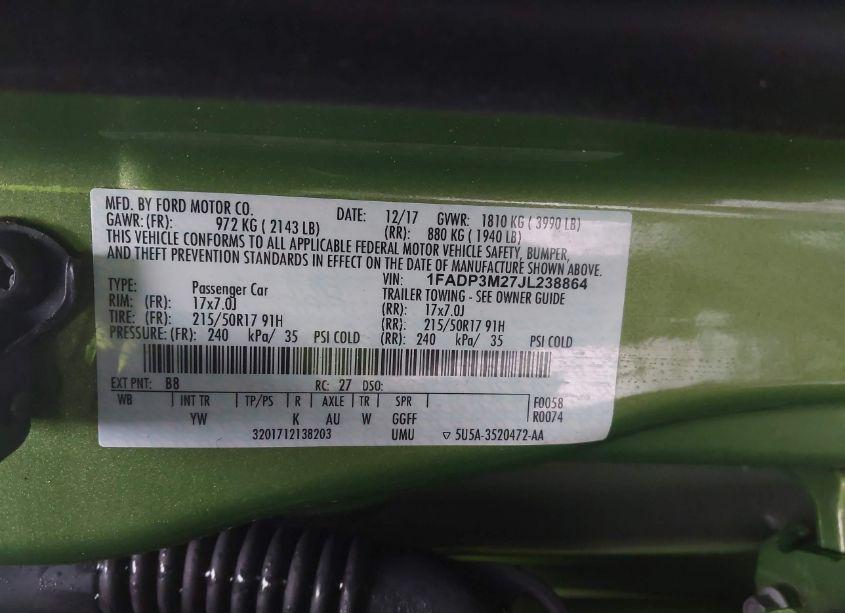 MFD. BY FORD MOTOR CO. DATE: 12/17 GVWR: 1810 KG ( 3990 LB)
GAWR: (FR): 972 KG ( 2143 LB) (RR): 880 KG ( 1940 LB)
THIS VEHICLE CONFORMS TO ALL APPLICABLE FEDERAL MOTOR VEHICLE SAFETY, BUMPER,
AND THEFT PREVENTION STANDARDS IN EFFECT ON THE DATE OF MANUFACTURE SHOWN ABOVE.
VIN: 1FADP3M27JL238864
TYPE: Passenger Car TRAILER TOWING - SEE OWNER GUIDE
RIM: (FR): 17x7.0J (RR): 17x7.0J
TIRE: (FR): 215/50R17 91H (RR): 215/50R17 91H
PRESSURE: (FR): 240 kPa/ 35 PSI COLD (RR): 240 kPa/ 35 PSI COLD
EXT PNT: B8 RC: 27 DSO:
WB INT TR TP/PS R AXLE TR SPR F0058
YW K AU W GGFF R0074
3201712138203 UMU ▽ 5U5A-3520472-AA